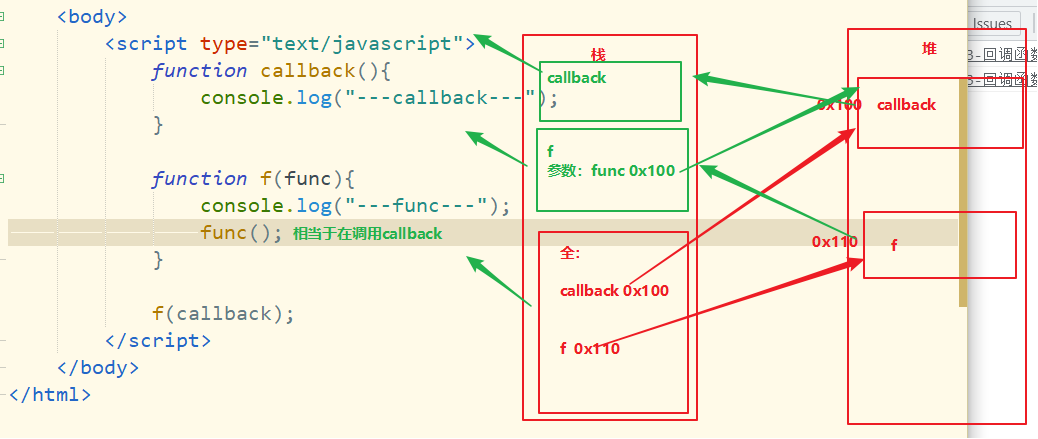 <body>
<script type="text/javascript">
function callback(){
console.log("---callback---");
}
function f(func){
console.log("---func---");
func(); 相当于在调用callback
}
f(callback);
</script>
</body>
</html>
栈
callback
f
参数：func 0x100
全：
callback 0x100
f 0x110
堆
0x100 callback
0x110 f
Issues
3-回调函数
3-回调函数